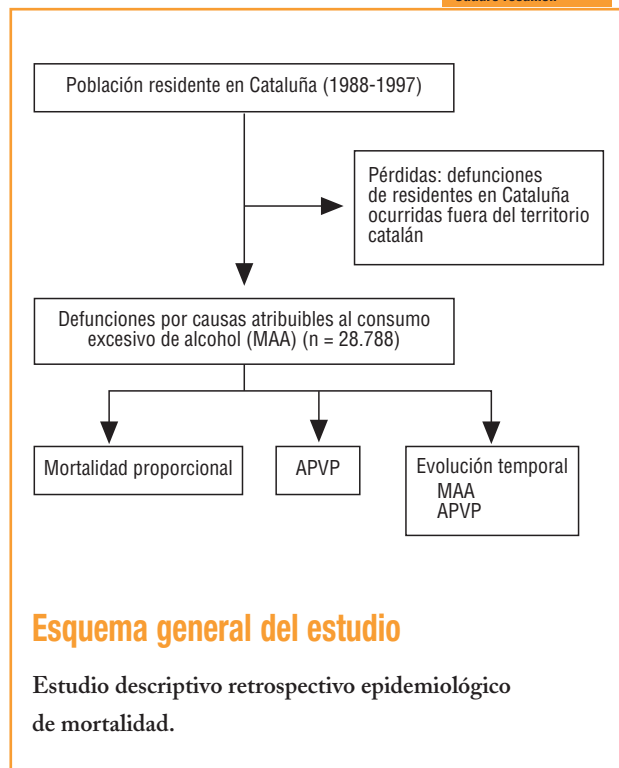 Población residente en Cataluña (1988-1997)
Pérdidas: defunciones
de residentes en Cataluña
ocurridas fuera del territorio
catalán
Defunciones por causas atribuibles al consumo
excesivo de alcohol (MAA) (n = 28.788)
Mortalidad proporcional
APVP
Evolución temporal
MAA
APVP
Esquema general del estudio
Estudio descriptivo retrospectivo epidemiológico
de mortalidad.